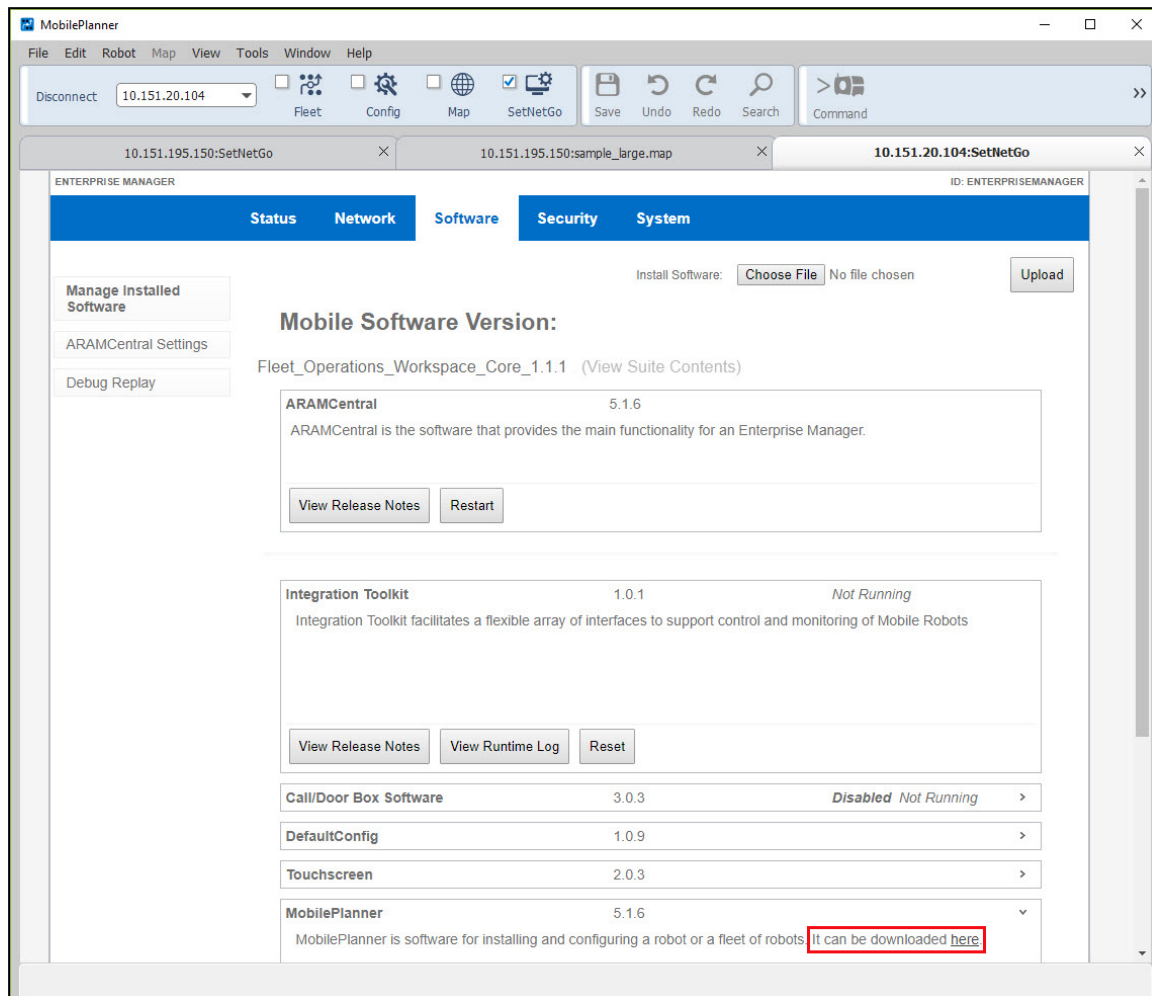 MobilePlanner
File Edit Robot Map View Tools Window Help
Disconnect 10.151.20.104 Fleet Config Map SetNetGo Save Undo Redo Search Command
10.151.195.150:SetNetGo 10.151.195.150:sample_large.map 10.151.20.104:SetNetGo
ENTERPRISE MANAGER ID: ENTERPRISEMANAGER
Status Network Software Security System
Install Software: Choose File No file chosen Upload
Manage Installed
Software
ARAMCentral Settings
Debug Replay
Mobile Software Version:
Fleet_Operations_Workspace_Core_1.1.1 (View Suite Contents)
ARAMCentral 5.1.6
ARAMCentral is the software that provides the main functionality for an Enterprise Manager.
View Release Notes Restart
Integration Toolkit 1.0.1 Not Running
Integration Toolkit facilitates a flexible array of interfaces to support control and monitoring of Mobile Robots
View Release Notes View Runtime Log Reset
Call/Door Box Software 3.0.3 Disabled Not Running
DefaultConfig 1.0.9
Touchscreen 2.0.3
MobilePlanner 5.1.6
MobilePlanner is software for installing and configuring a robot or a fleet of robots. It can be downloaded here.